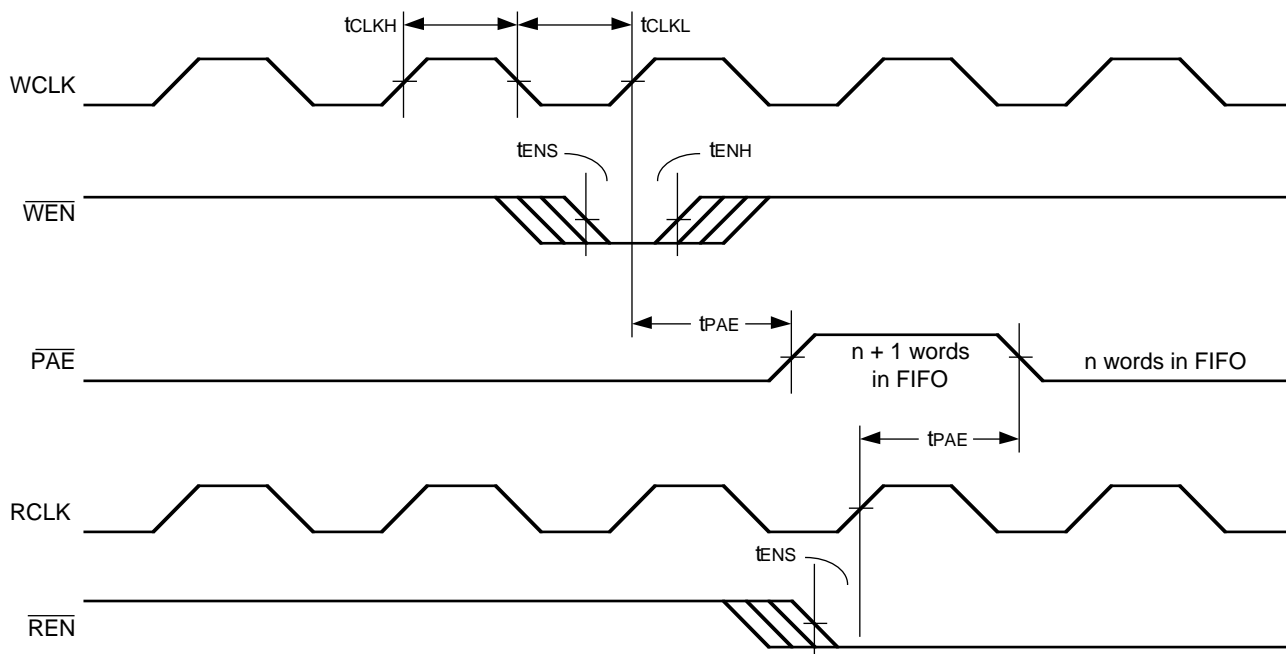 tCLKH tCLKL
WCLK
tENS tENH
WEN
tPAE
PAE
n + 1 words
in FIFO
n words in FIFO
tPAE
RCLK
tENS
REN